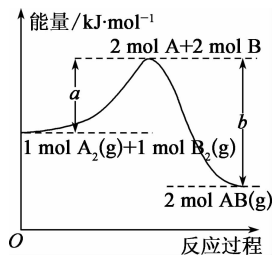 能量/kJ·mol⁻¹
2 mol A+2 mol B
a
b
1 mol A₂(g)+1 mol B₂(g)
2 mol AB(g)
O
反应过程